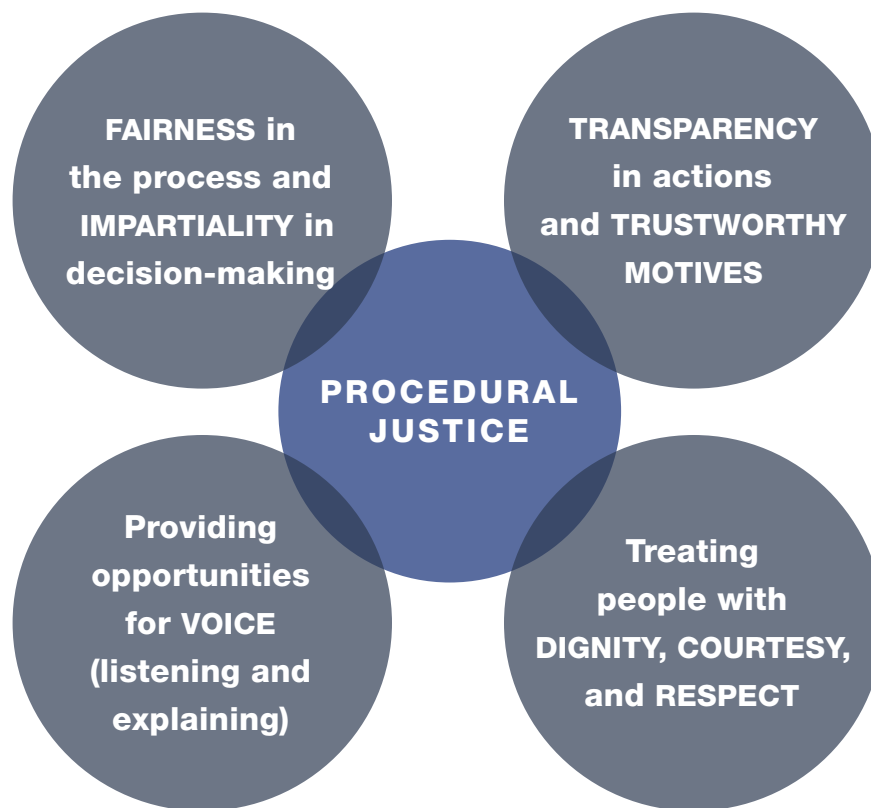 FAIRNESS in
the process and
IMPARTIALITY in
decision-making
TRANSPARENCY
in actions
and TRUSTWORTHY
MOTIVES
PROCEDURAL
JUSTICE
Providing
opportunities
for VOICE
(listening and
explaining)
Treating
people with
DIGNITY, COURTESY,
and RESPECT